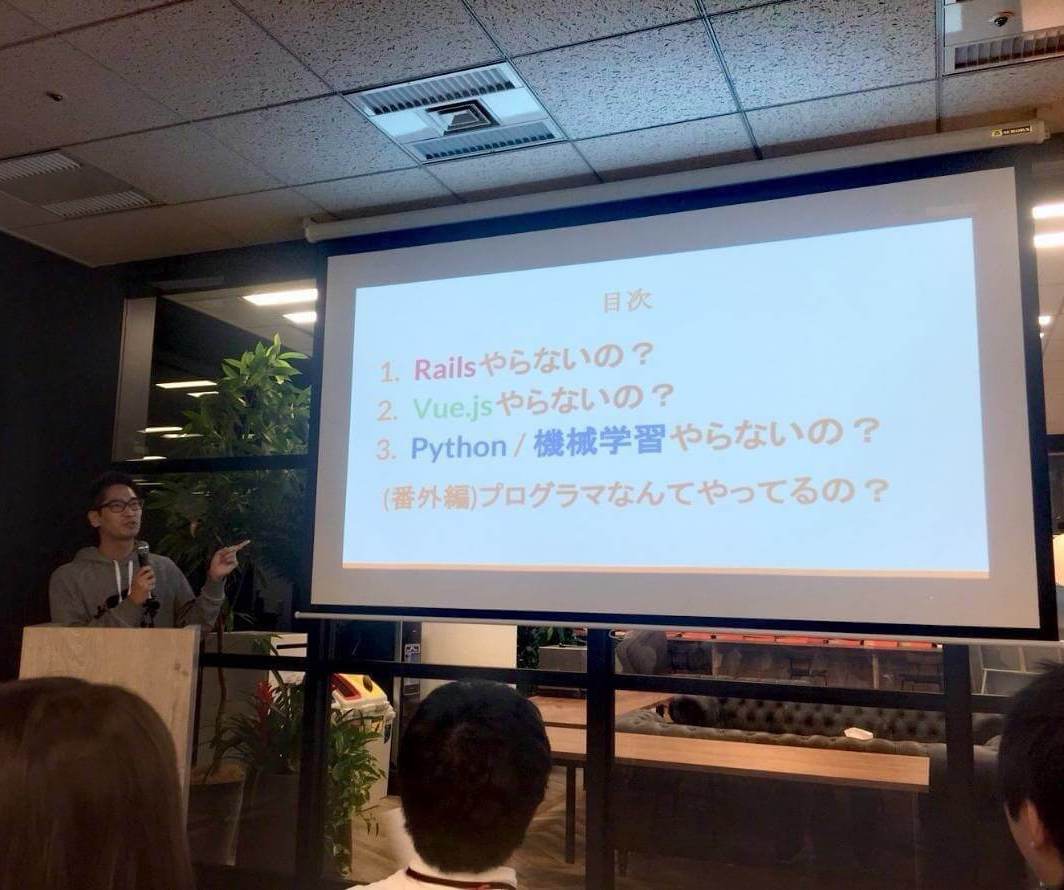 目次
1. Railsやらないの？
2. Vue.jsやらないの？
3. Python / 機械学習やらないの？
(番外編)プログラマなんてやってるの？